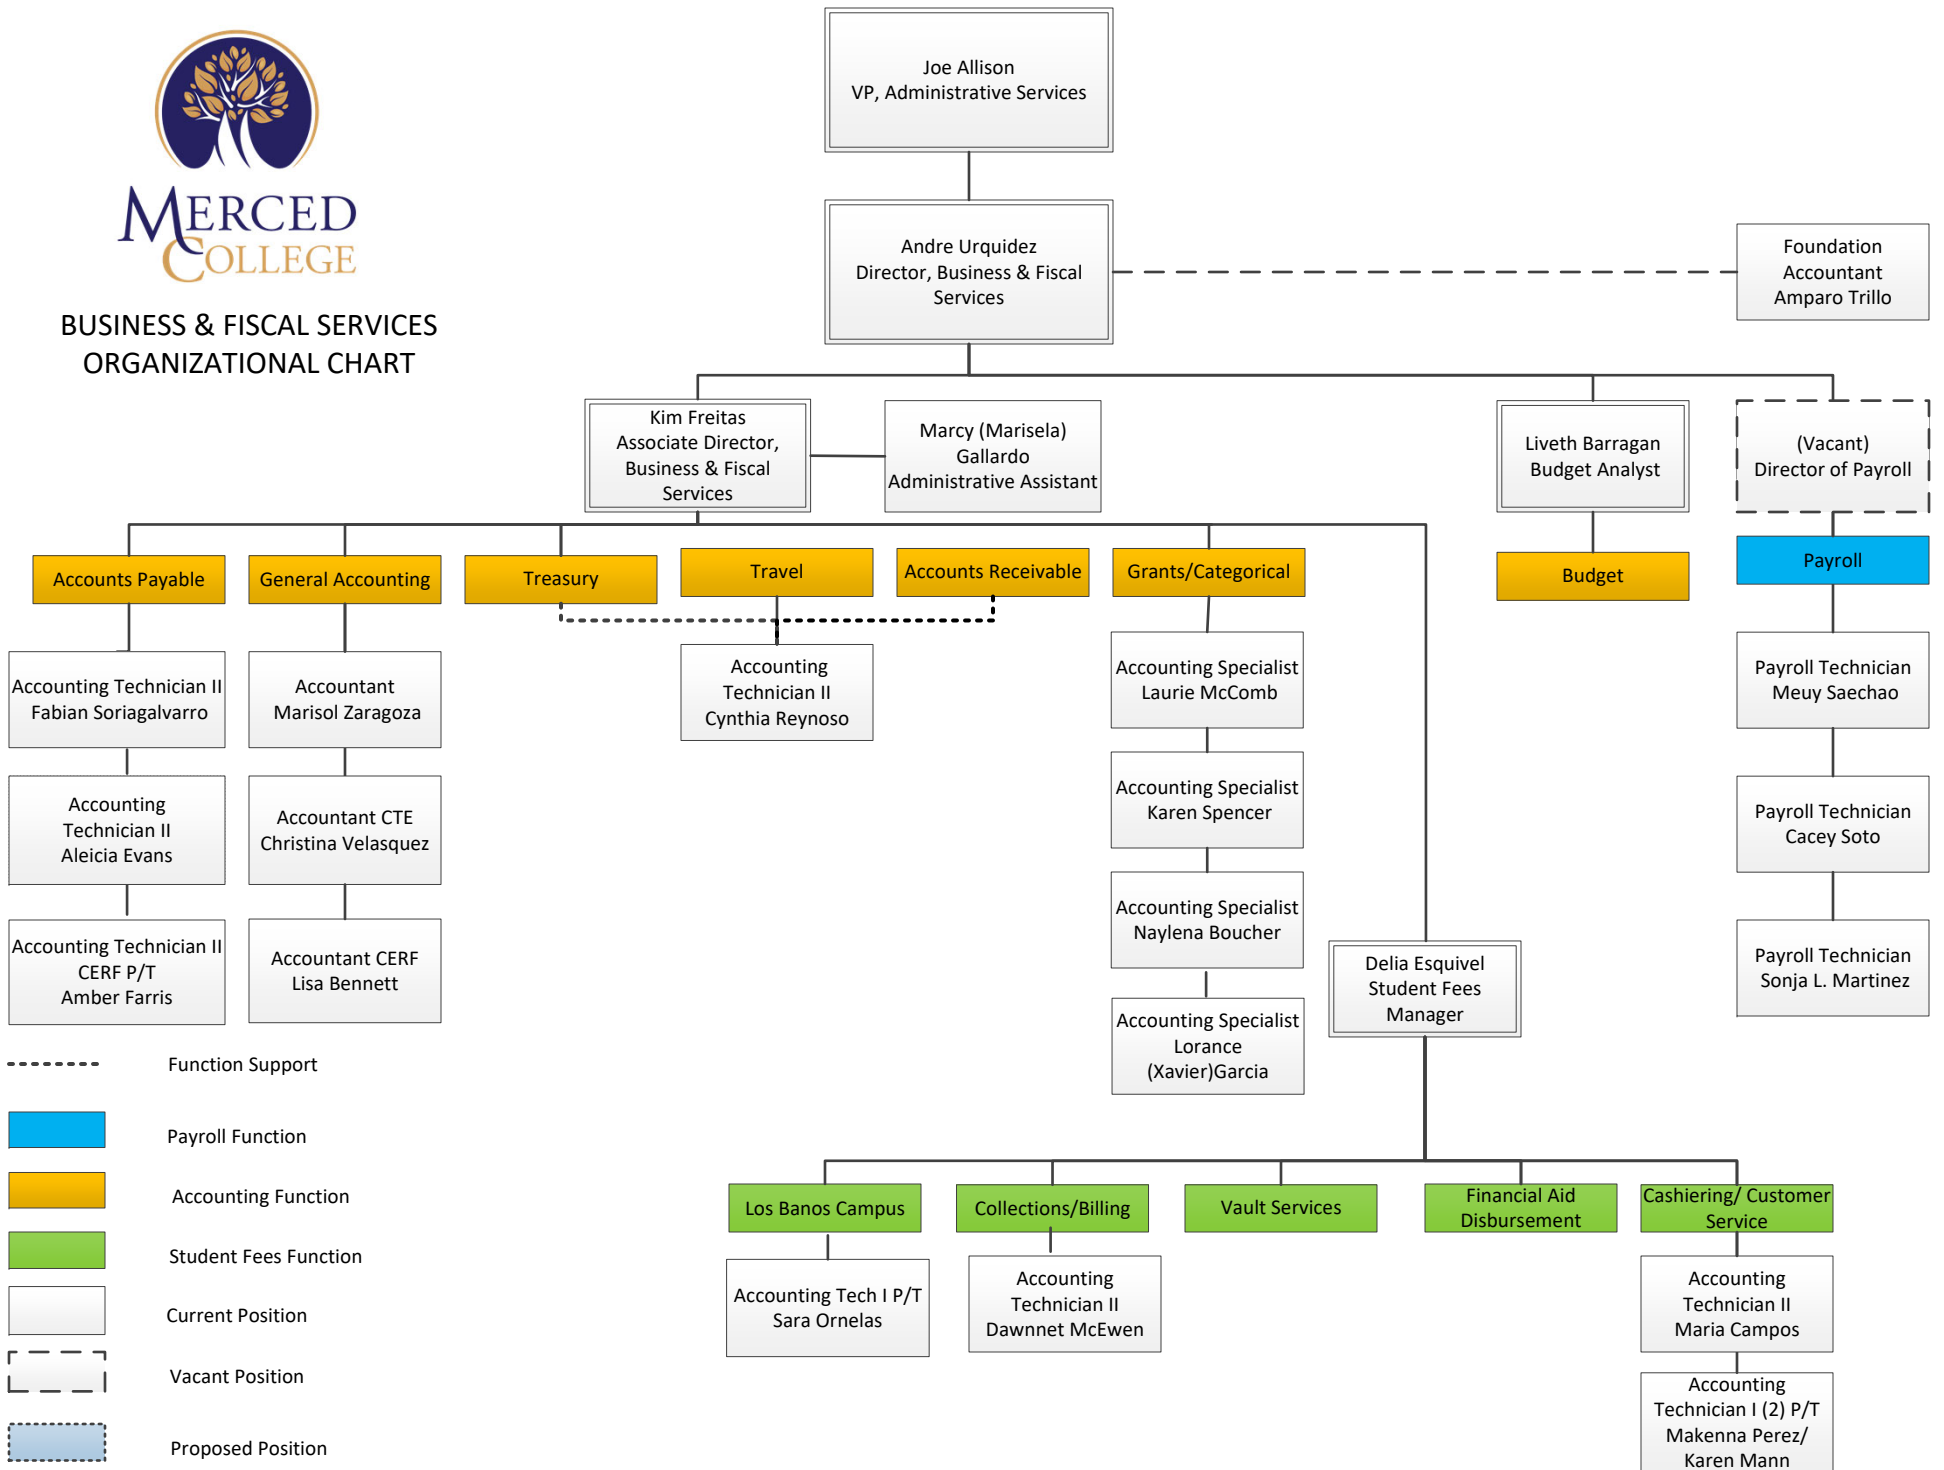 MERCED
COLLEGE
BUSINESS & FISCAL SERVICES
ORGANIZATIONAL CHART
Joe Allison
VP, Administrative Services
Andre Urquidez
Director, Business & Fiscal
Services
Foundation
Accountant
Amparo Trillo
Kim Freitas
Associate Director,
Business & Fiscal
Services
Marcy (Marisela)
Gallardo
Administrative Assistant
Liveth Barragan
Budget Analyst
(Vacant)
Director of Payroll
Accounts Payable
General Accounting
Treasury
Travel
Accounts Receivable
Grants/Categorical
Budget
Payroll
Accounting Technician II
Fabian Soriagalvarro
Accounting
Technician II
Aleicia Evans
Accounting Technician II
CERF P/T
Amber Farris
Accountant
Marisol Zaragoza
Accountant CTE
Christina Velasquez
Accountant CERF
Lisa Bennett
Accounting
Technician II
Cynthia Reynoso
Accounting Specialist
Laurie McComb
Accounting Specialist
Karen Spencer
Accounting Specialist
Naylena Boucher
Accounting Specialist
Lorance
(Xavier)Garcia
Delia Esquivel
Student Fees
Manager
Payroll Technician
Meuy Saechao
Payroll Technician
Cacey Soto
Payroll Technician
Sonja L. Martinez
Los Banos Campus
Collections/Billing
Vault Services
Financial Aid
Disbursement
Cashiering/ Customer
Service
Accounting Tech I P/T
Sara Ornelas
Accounting
Technician II
Dawnnet McEwen
Accounting
Technician II
Maria Campos
Accounting
Technician I (2) P/T
Makenna Perez/
Karen Mann
Function Support
Payroll Function
Accounting Function
Student Fees Function
Current Position
Vacant Position
Proposed Position